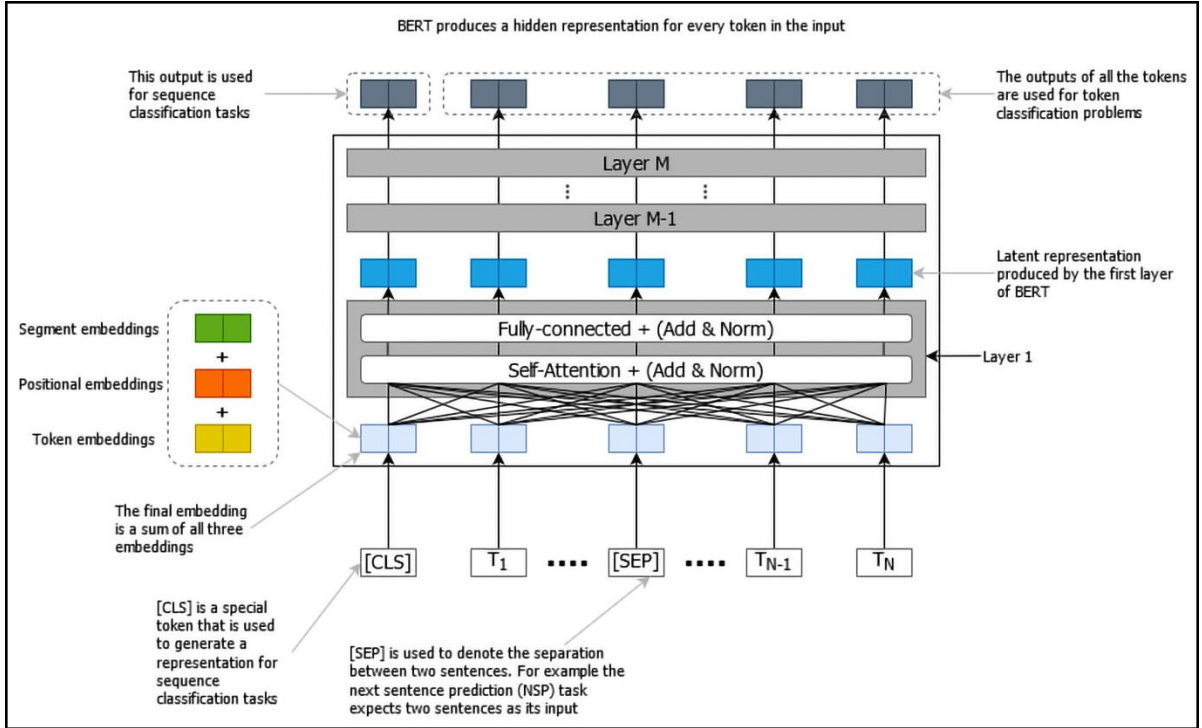 BERT produces a hidden representation for every token in the input
This output is used
for sequence
classification tasks
The outputs of all the tokens
are used for token
classification problems
Layer M
Layer M-1
Latent representation
produced by the first layer
of BERT
Segment embeddings
+
Positional embeddings
+
Token embeddings
Fully-connected + (Add & Norm)
Self-Attention + (Add & Norm)
Layer 1
The final embedding
is a sum of all three
embeddings
[CLS]
T1
....
[SEP]
....
TN-1
TN
[CLS] is a special
token that is used
to generate a
representation for
sequence
classification tasks
[SEP] is used to denote the separation
between two sentences. For example the
next sentence prediction (NSP) task
expects two sentences as its input